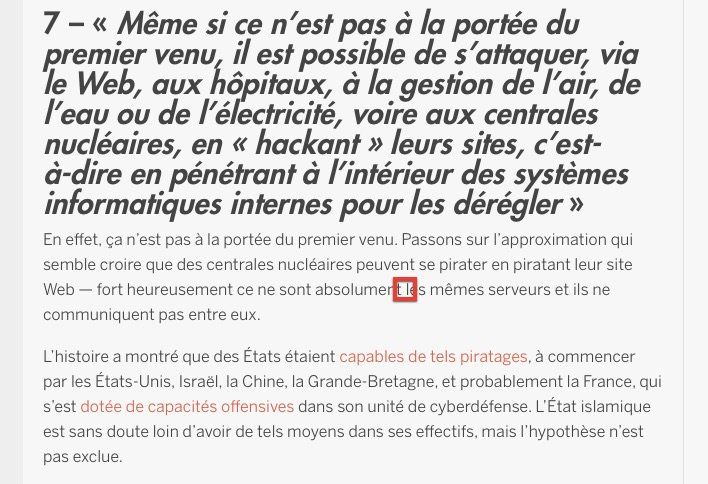 7 – « Même si ce n’est pas à la portée du
premier venu, il est possible de s’attaquer, via
le Web, aux hôpitaux, à la gestion de l’air, de
l’eau ou de l’électricité, voire aux centrales
nucléaires, en « hackant » leurs sites, c’est-
à-dire en pénétrant à l’intérieur des systèmes
informatiques internes pour les dérégler »
En effet, ça n’est pas à la portée du premier venu. Passons sur l’approximation qui
semble croire que des centrales nucléaires peuvent se pirater en piratant leur site
Web — fort heureusement ce ne sont absolument les mêmes serveurs et ils ne
communiquent pas entre eux.
L’histoire a montré que des États étaient capables de tels piratages, à commencer
par les États-Unis, Israël, la Chine, la Grande-Bretagne, et probablement la France, qui
s’est dotée de capacités offensives dans son unité de cyberdéfense. L’État islamique
est sans doute loin d’avoir de tels moyens dans ses effectifs, mais l’hypothèse n’est
pas exclue.